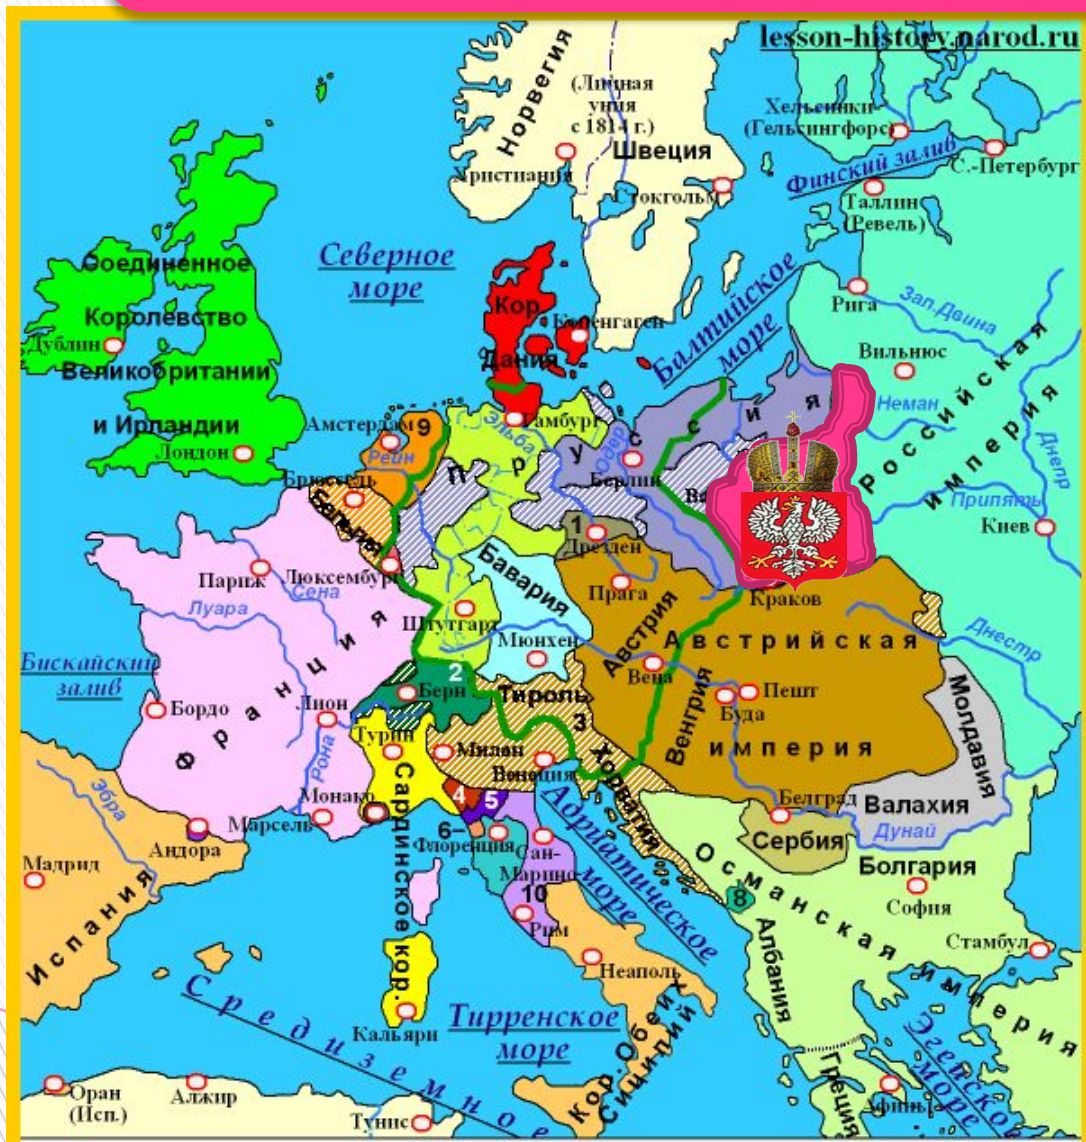 lesson-history.narod.ru
Норвегия
(Личная
уния
с 1814 г.)
Швеция
Христиания
Стокгольм
Хельсинки
(Гельсингфорс)
Финский залив
С.-Петербург
Таллин
(Ревель)
Северное
море
Соединенное
Королевство
Великобритании
и Ирландии
Дублин
Лондон
Кор.
Дания
Копенгаген
Балтийское
море
Рига
Зап.Двина
Вильнюс
Неман
Российская
империя
Днепр
Припять
Киев
Амстердам
9
Рейн
Гамбург
Эльба
Пруссия
Одер
Берлин
Брюссель
Бельгия
1
Дрезден
Париж
Люксембург
Сена
Луара
Франция
Бавария
Прага
Краков
Штутгарт
Мюнхен
Австрия
Австрийская
империя
Днестр
Бискайский
залив
2
Берн
Тироль
3
Вена
Венгрия
Пешт
Буда
Молдавия
Бордо
Лион
Рона
Турин
Милан
Венеция
Хорватия
Белград
Валахия
Дунай
Сербия
Эбра
Монако
Марсель
Андора
Сардинское кор.
4
5
6–
Флоренция
Сан-
Марино
Адриатическое
море
Болгария
София
Мадрид
Испания
10
Рим
8
Османская империя
Стамбул
Албания
Неаполь
Средиземное
Кальяри
Тирренское
море
Кор. Обеих
Сицилий
Эгейское
море
Греция
Афины
Оран
(Исп.)
Алжир
Тунис